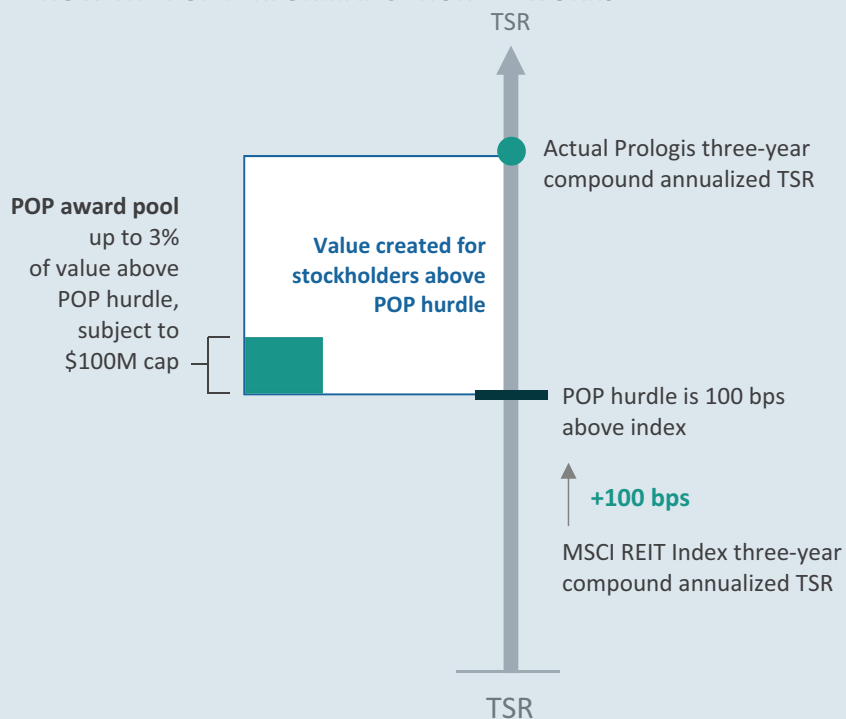 TSR
Actual Prologis three-year
compound annualized TSR
POP award pool
up to 3%
of value above
POP hurdle,
subject to
$100M cap
Value created for
stockholders above
POP hurdle
POP hurdle is 100 bps
above index
+100 bps
MSCI REIT Index three-year
compound annualized TSR
TSR